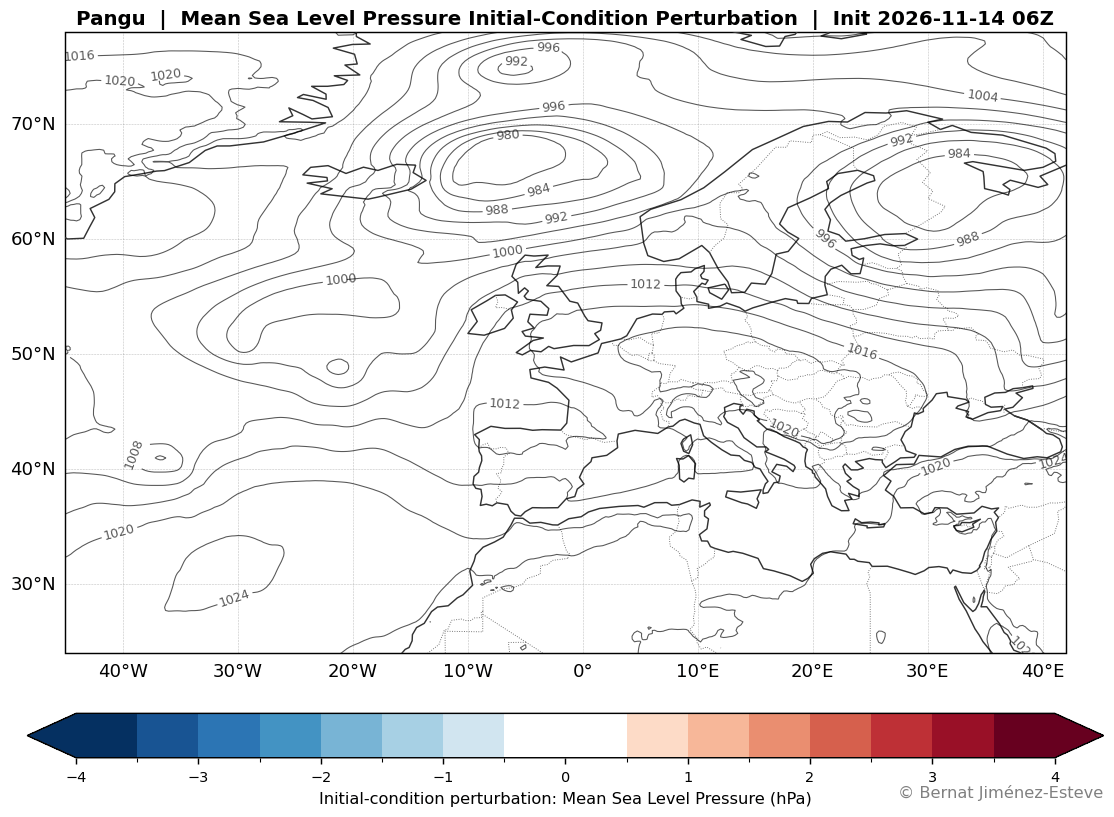 Pangu | Mean Sea Level Pressure Initial-Condition Perturbation | Init 2026-11-14 06Z
1016
1020
1020
996
992
996
1004
70°N
980
992
984
984
988
992
60°N
1000
996
988
1000
1012
50°N
1016
1012
1020
1008
40°N
1020
1024
1020
30°N
1024
102
40°W 30°W 20°W 10°W 0° 10°E 20°E 30°E 40°E
−4 −3 −2 −1 0 1 2 3 4
Initial-condition perturbation: Mean Sea Level Pressure (hPa)
© Bernat Jiménez-Esteve